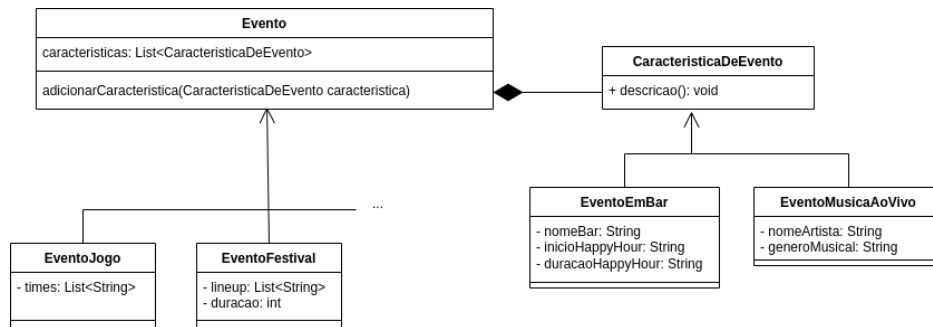 Evento
caracteristicas: List<CaracteristicaDeEvento>
adicionarCaracteristica(CaracteristicaDeEvento caracteristica)
CaracteristicaDeEvento
+ descricao(): void
...
EventoEmBar
- nomeBar: String
- inicioHappyHour: String
- duracaoHappyHour: String
EventoMusicaAoVivo
- nomeArtista: String
- generoMusical: String
EventoJogo
- times: List<String>
EventoFestival
- lineup: List<String>
- duracao: int